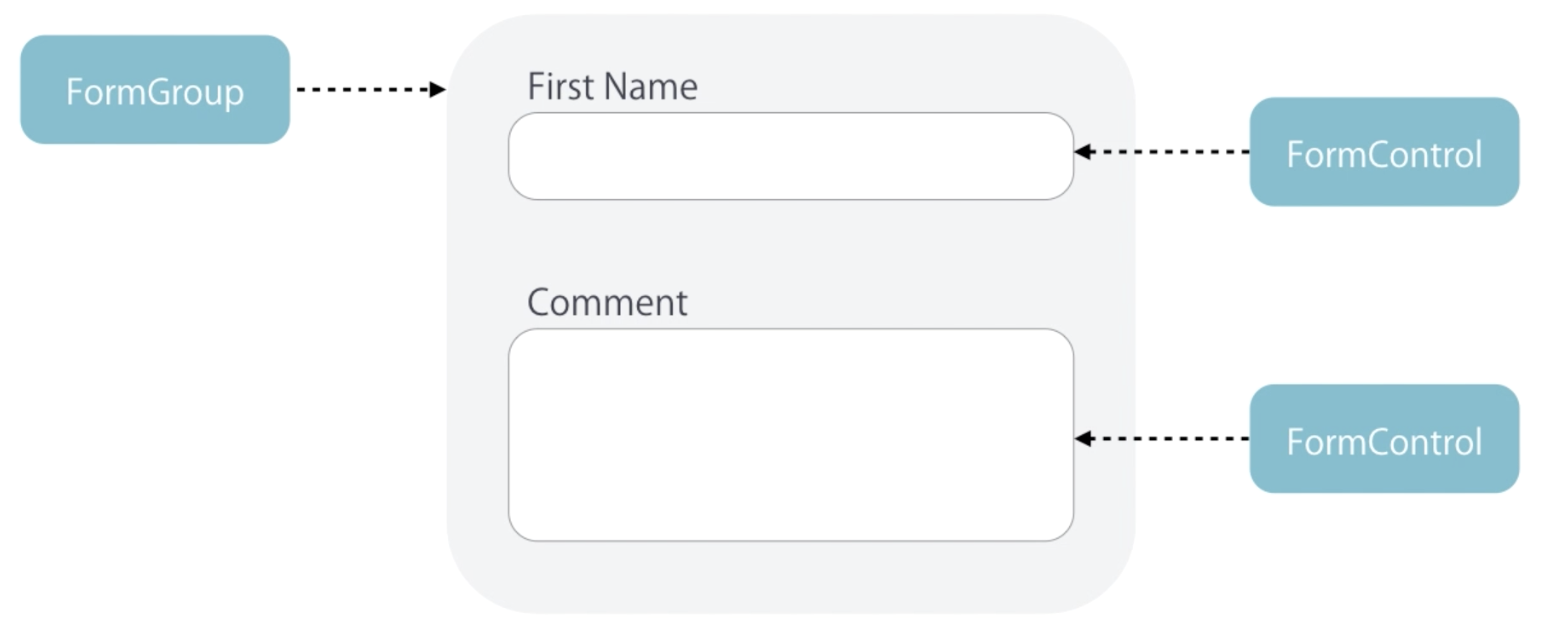 FormGroup
First Name
FormControl
Comment
FormControl